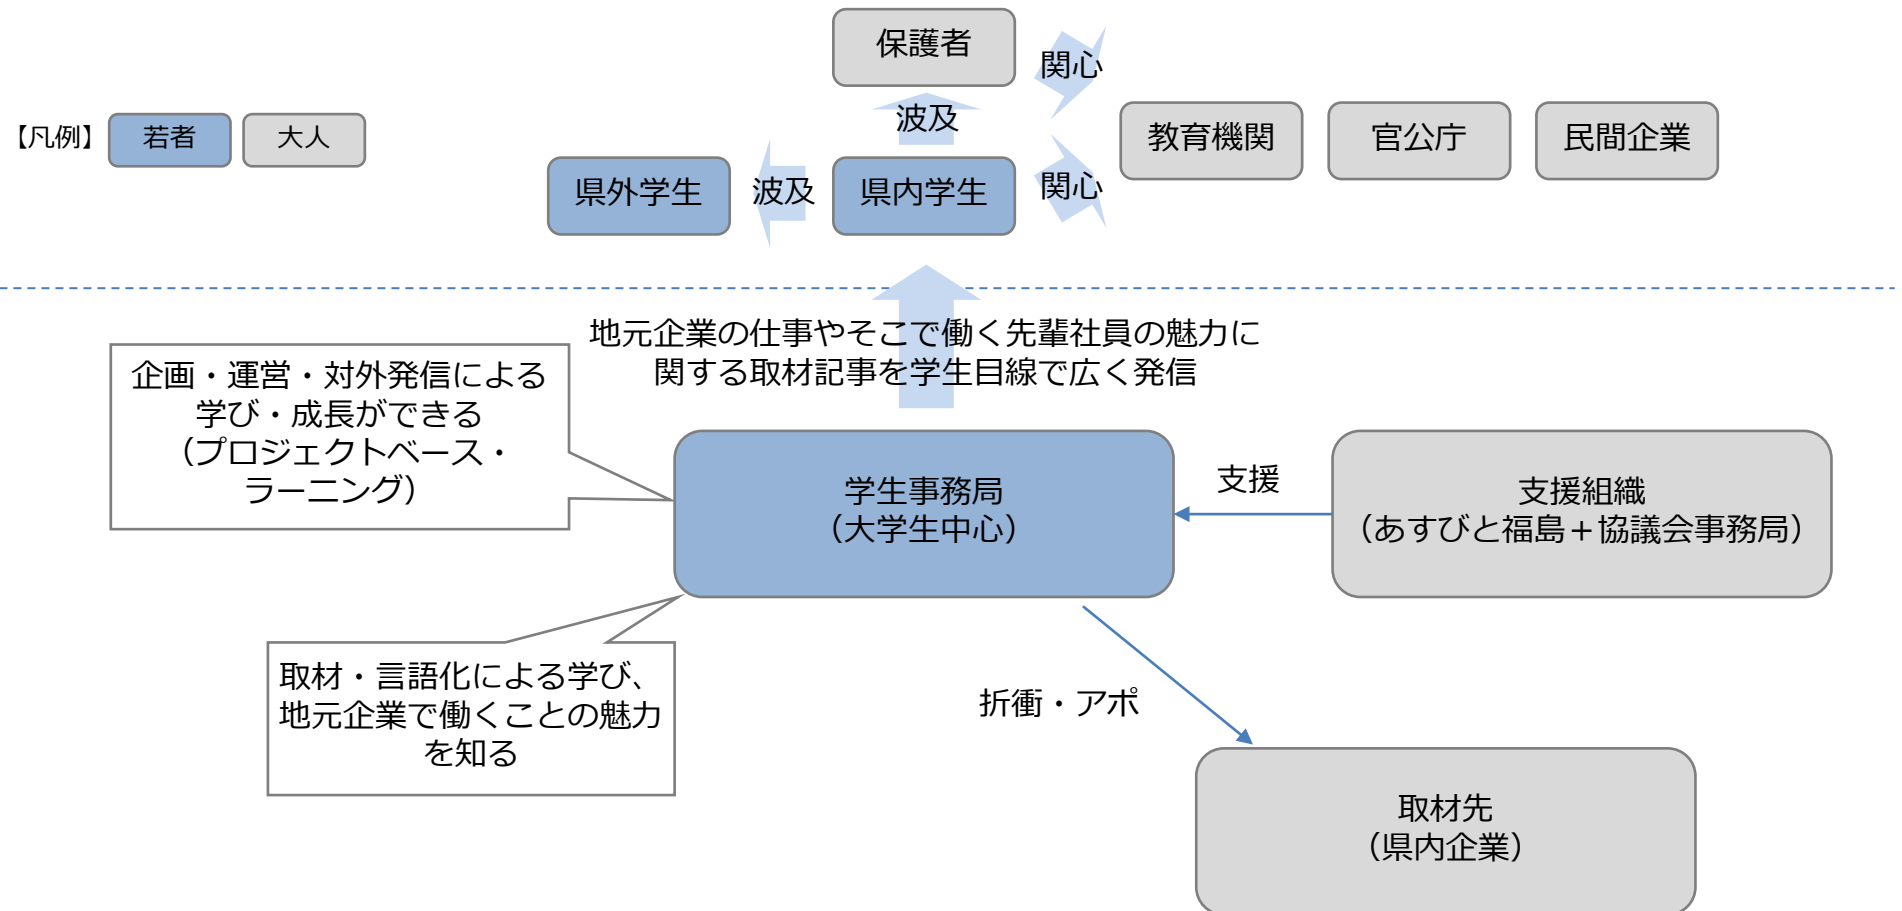 保護者
関心
【凡例】
若者
大人
波及
教育機関
官公庁
民間企業
県外学生
波及
県内学生
関心
地元企業の仕事やそこで働く先輩社員の魅力に
関する取材記事を学生目線で広く発信
企画・運営・対外発信による
学び・成長ができる
（プロジェクトベース・
ラーニング）
学生事務局
（大学生中心）
支援
支援組織
（あすびと福島＋協議会事務局）
取材・言語化による学び、
地元企業で働くことの魅力
を知る
折衝・アポ
取材先
（県内企業）